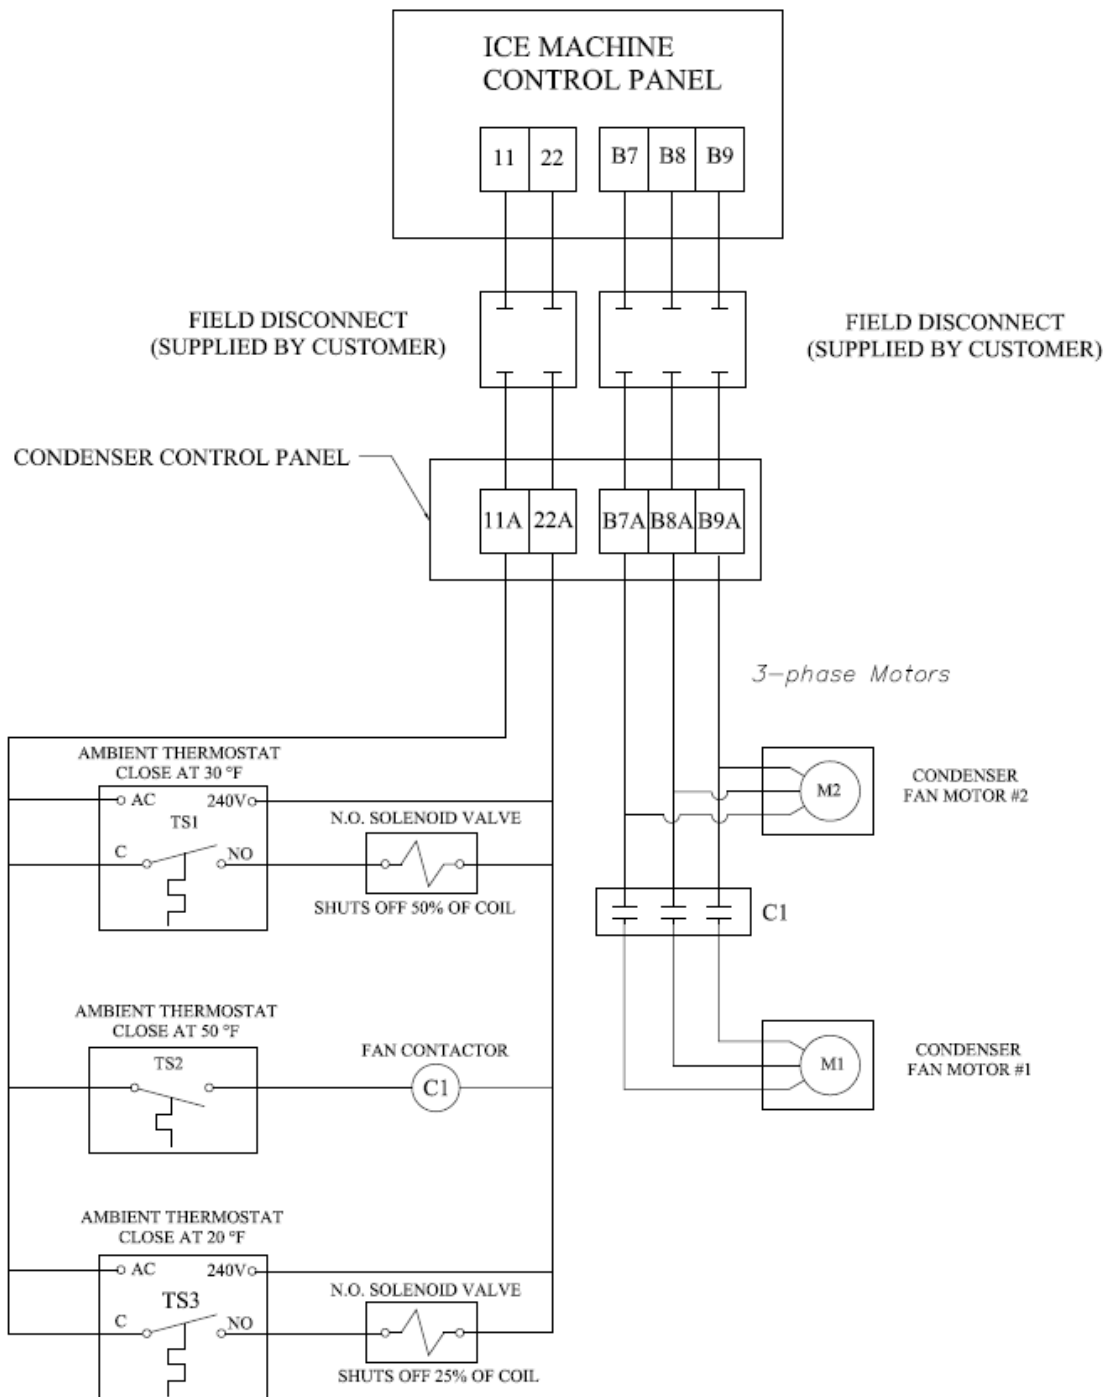 ICE MACHINE
CONTROL PANEL
11 22 B7 B8 B9
FIELD DISCONNECT
(SUPPLIED BY CUSTOMER)
FIELD DISCONNECT
(SUPPLIED BY CUSTOMER)
CONDENSER CONTROL PANEL
11A 22A B7A B8A B9A
3-phase Motors
AMBIENT THERMOSTAT
CLOSE AT 30 °F
AC 240V
TS1
C NO
N.O. SOLENOID VALVE
SHUTS OFF 50% OF COIL
M2
CONDENSER
FAN MOTOR #2
C1
AMBIENT THERMOSTAT
CLOSE AT 50 °F
TS2
FAN CONTACTOR
C1
M1
CONDENSER
FAN MOTOR #1
AMBIENT THERMOSTAT
CLOSE AT 20 °F
AC 240V
TS3
C NO
N.O. SOLENOID VALVE
SHUTS OFF 25% OF COIL